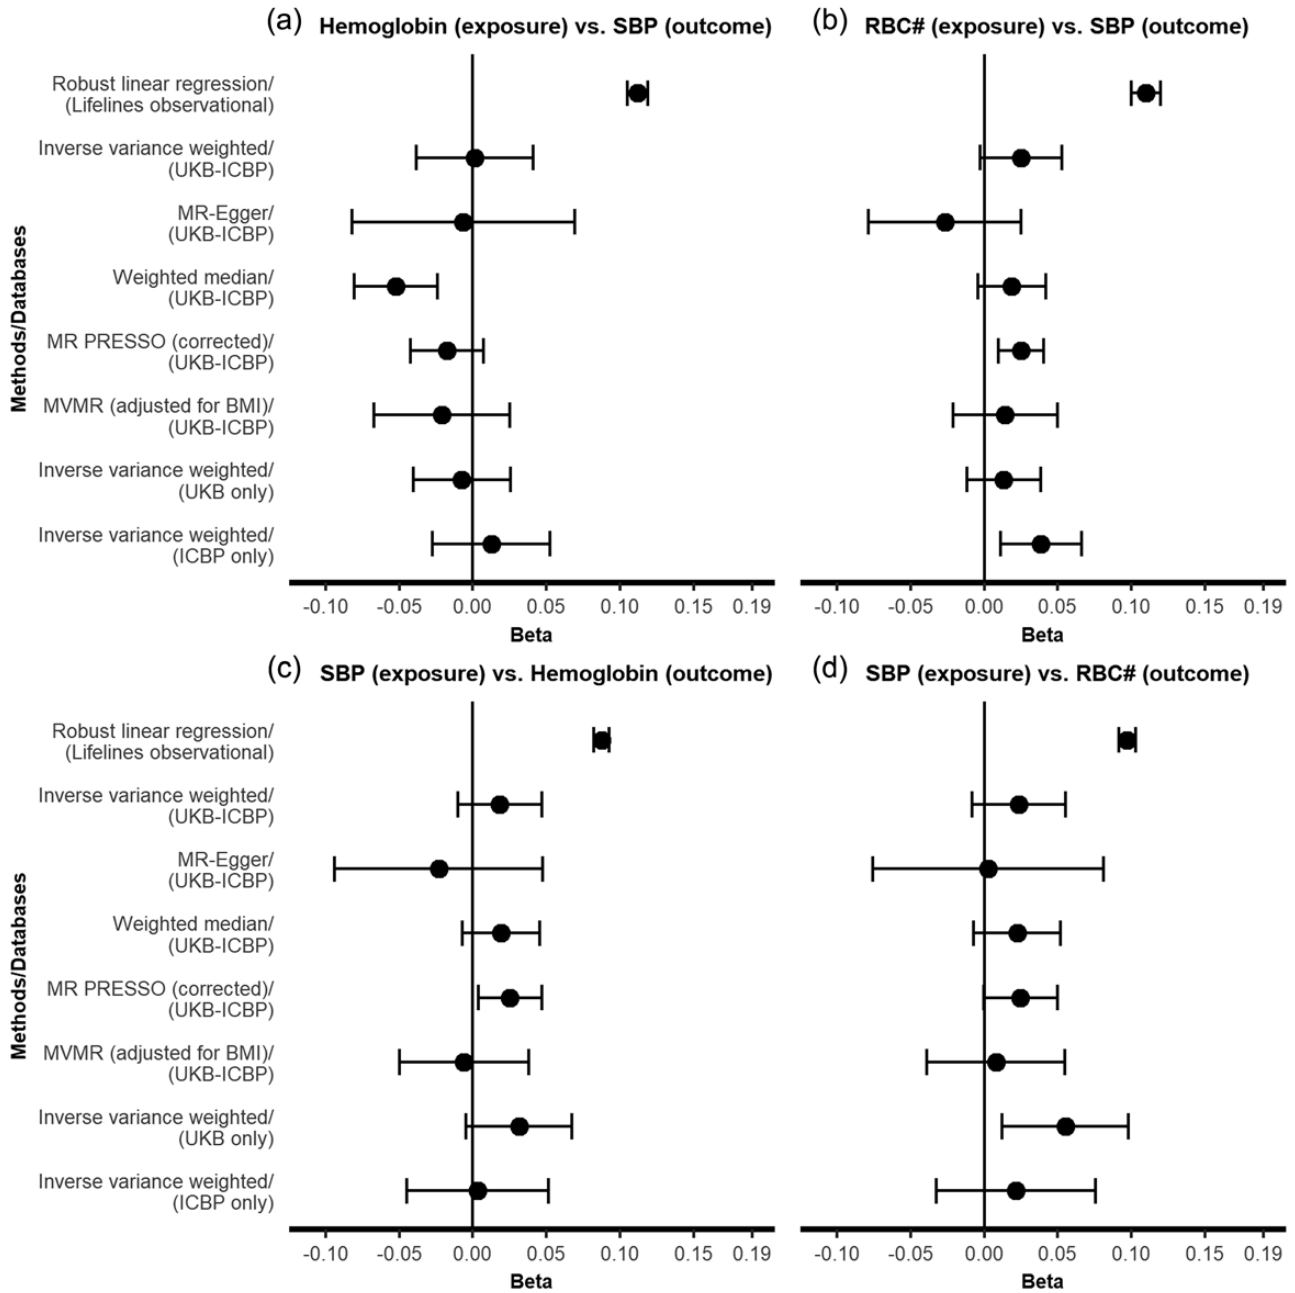 (a) Hemoglobin (exposure) vs. SBP (outcome)
(b) RBC# (exposure) vs. SBP (outcome)
Methods/Databases
Robust linear regression/
(Lifelines observational)
Inverse variance weighted/
(UKB-ICBP)
MR-Egger/
(UKB-ICBP)
Weighted median/
(UKB-ICBP)
MR PRESSO (corrected)/
(UKB-ICBP)
MVMR (adjusted for BMI)/
(UKB-ICBP)
Inverse variance weighted/
(UKB only)
Inverse variance weighted/
(ICBP only)
-0.10 -0.05 0.00 0.05 0.10 0.15 0.19
Beta
-0.10 -0.05 0.00 0.05 0.10 0.15 0.19
Beta
(c) SBP (exposure) vs. Hemoglobin (outcome)
(d) SBP (exposure) vs. RBC# (outcome)
Methods/Databases
Robust linear regression/
(Lifelines observational)
Inverse variance weighted/
(UKB-ICBP)
MR-Egger/
(UKB-ICBP)
Weighted median/
(UKB-ICBP)
MR PRESSO (corrected)/
(UKB-ICBP)
MVMR (adjusted for BMI)/
(UKB-ICBP)
Inverse variance weighted/
(UKB only)
Inverse variance weighted/
(ICBP only)
-0.10 -0.05 0.00 0.05 0.10 0.15 0.19
Beta
-0.10 -0.05 0.00 0.05 0.10 0.15 0.19
Beta